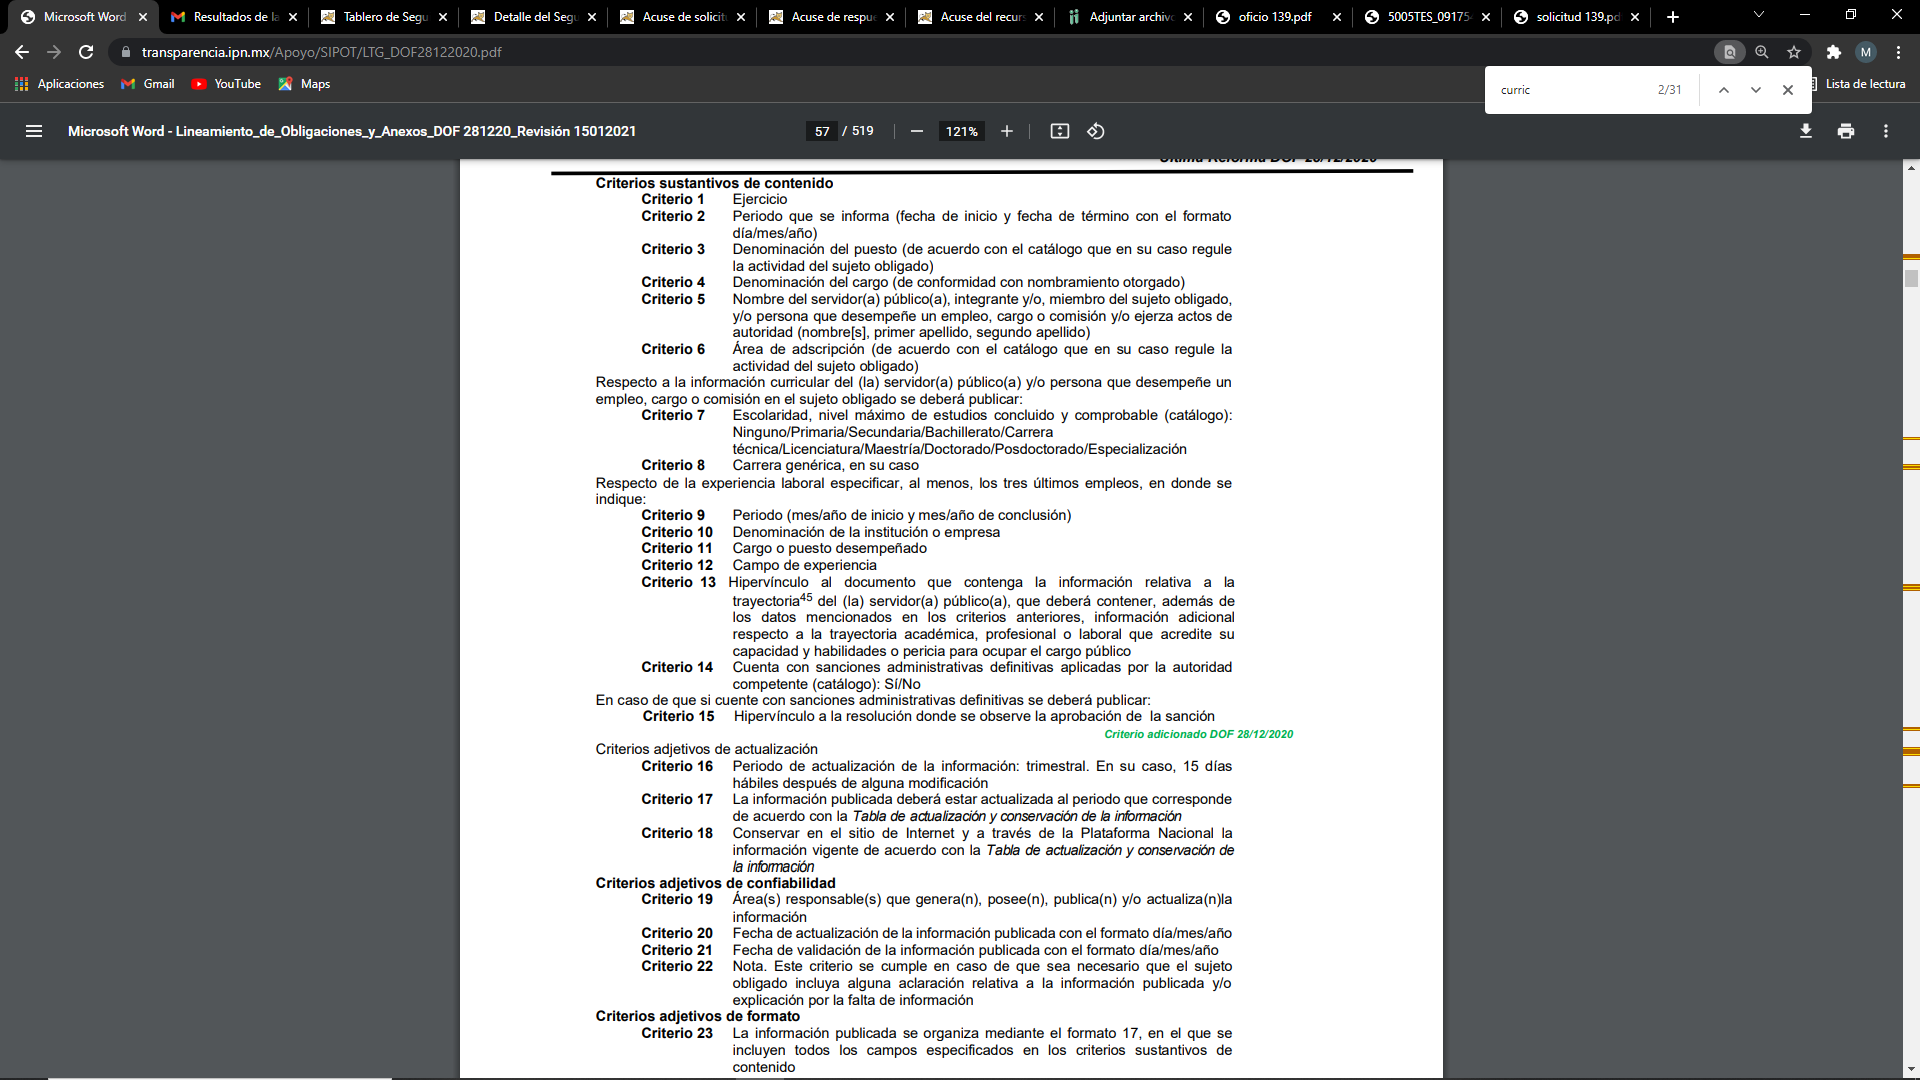 Microsoft Word
Resultados de la
Tablero de Segu
Detalle del Segu
Acuse de solicit
Acuse de respue
Acuse del recurs
Adjuntar archivo
oficio 139.pdf
5005TES_09175
solicitud 139.pd
transparencia.ipn.mx/Apoyo/SIPOT/LTG_DOF28122020.pdf
M
Aplicaciones
Gmail
YouTube
Maps
curric
2/31
Lista de lectura
Microsoft Word - Lineamiento_de_Obligaciones_y_Anexos_DOF 281220_Revisión 15012021
57 / 519
121%
Última Reforma DOF 28/12/2020
Criterios sustantivos de contenido
Criterio 1 Ejercicio
Criterio 2 Periodo que se informa (fecha de inicio y fecha de término con el formato
día/mes/año)
Criterio 3 Denominación del puesto (de acuerdo con el catálogo que en su caso regule
la actividad del sujeto obligado)
Criterio 4 Denominación del cargo (de conformidad con nombramiento otorgado)
Criterio 5 Nombre del servidor(a) público(a), integrante y/o, miembro del sujeto obligado,
y/o persona que desempeñe un empleo, cargo o comisión y/o ejerza actos de
autoridad (nombre[s], primer apellido, segundo apellido)
Criterio 6 Área de adscripción (de acuerdo con el catálogo que en su caso regule la
actividad del sujeto obligado)
Respecto a la información curricular del (la) servidor(a) público(a) y/o persona que desempeñe un
empleo, cargo o comisión en el sujeto obligado se deberá publicar:
Criterio 7 Escolaridad, nivel máximo de estudios concluido y comprobable (catálogo):
Ninguno/Primaria/Secundaria/Bachillerato/Carrera
técnica/Licenciatura/Maestría/Doctorado/Posdoctorado/Especialización
Criterio 8 Carrera genérica, en su caso
Respecto de la experiencia laboral especificar, al menos, los tres últimos empleos, en donde se
indique:
Criterio 9 Periodo (mes/año de inicio y mes/año de conclusión)
Criterio 10 Denominación de la institución o empresa
Criterio 11 Cargo o puesto desempeñado
Criterio 12 Campo de experiencia
Criterio 13 Hipervínculo al documento que contenga la información relativa a la
trayectoria45 del (la) servidor(a) público(a), que deberá contener, además de
los datos mencionados en los criterios anteriores, información adicional
respecto a la trayectoria académica, profesional o laboral que acredite su
capacidad y habilidades o pericia para ocupar el cargo público
Criterio 14 Cuenta con sanciones administrativas definitivas aplicadas por la autoridad
competente (catálogo): Sí/No
En caso de que si cuente con sanciones administrativas definitivas se deberá publicar:
Criterio 15 Hipervínculo a la resolución donde se observe la aprobación de la sanción
Criterio adicionado DOF 28/12/2020
Criterios adjetivos de actualización
Criterio 16 Periodo de actualización de la información: trimestral. En su caso, 15 días
hábiles después de alguna modificación
Criterio 17 La información publicada deberá estar actualizada al periodo que corresponde
de acuerdo con la Tabla de actualización y conservación de la información
Criterio 18 Conservar en el sitio de Internet y a través de la Plataforma Nacional la
información vigente de acuerdo con la Tabla de actualización y conservación de
la información
Criterios adjetivos de confiabilidad
Criterio 19 Área(s) responsable(s) que genera(n), posee(n), publica(n) y/o actualiza(n)la
información
Criterio 20 Fecha de actualización de la información publicada con el formato día/mes/año
Criterio 21 Fecha de validación de la información publicada con el formato día/mes/año
Criterio 22 Nota. Este criterio se cumple en caso de que sea necesario que el sujeto
obligado incluya alguna aclaración relativa a la información publicada y/o
explicación por la falta de información
Criterios adjetivos de formato
Criterio 23 La información publicada se organiza mediante el formato 17, en el que se
incluyen todos los campos especificados en los criterios sustantivos de
contenido